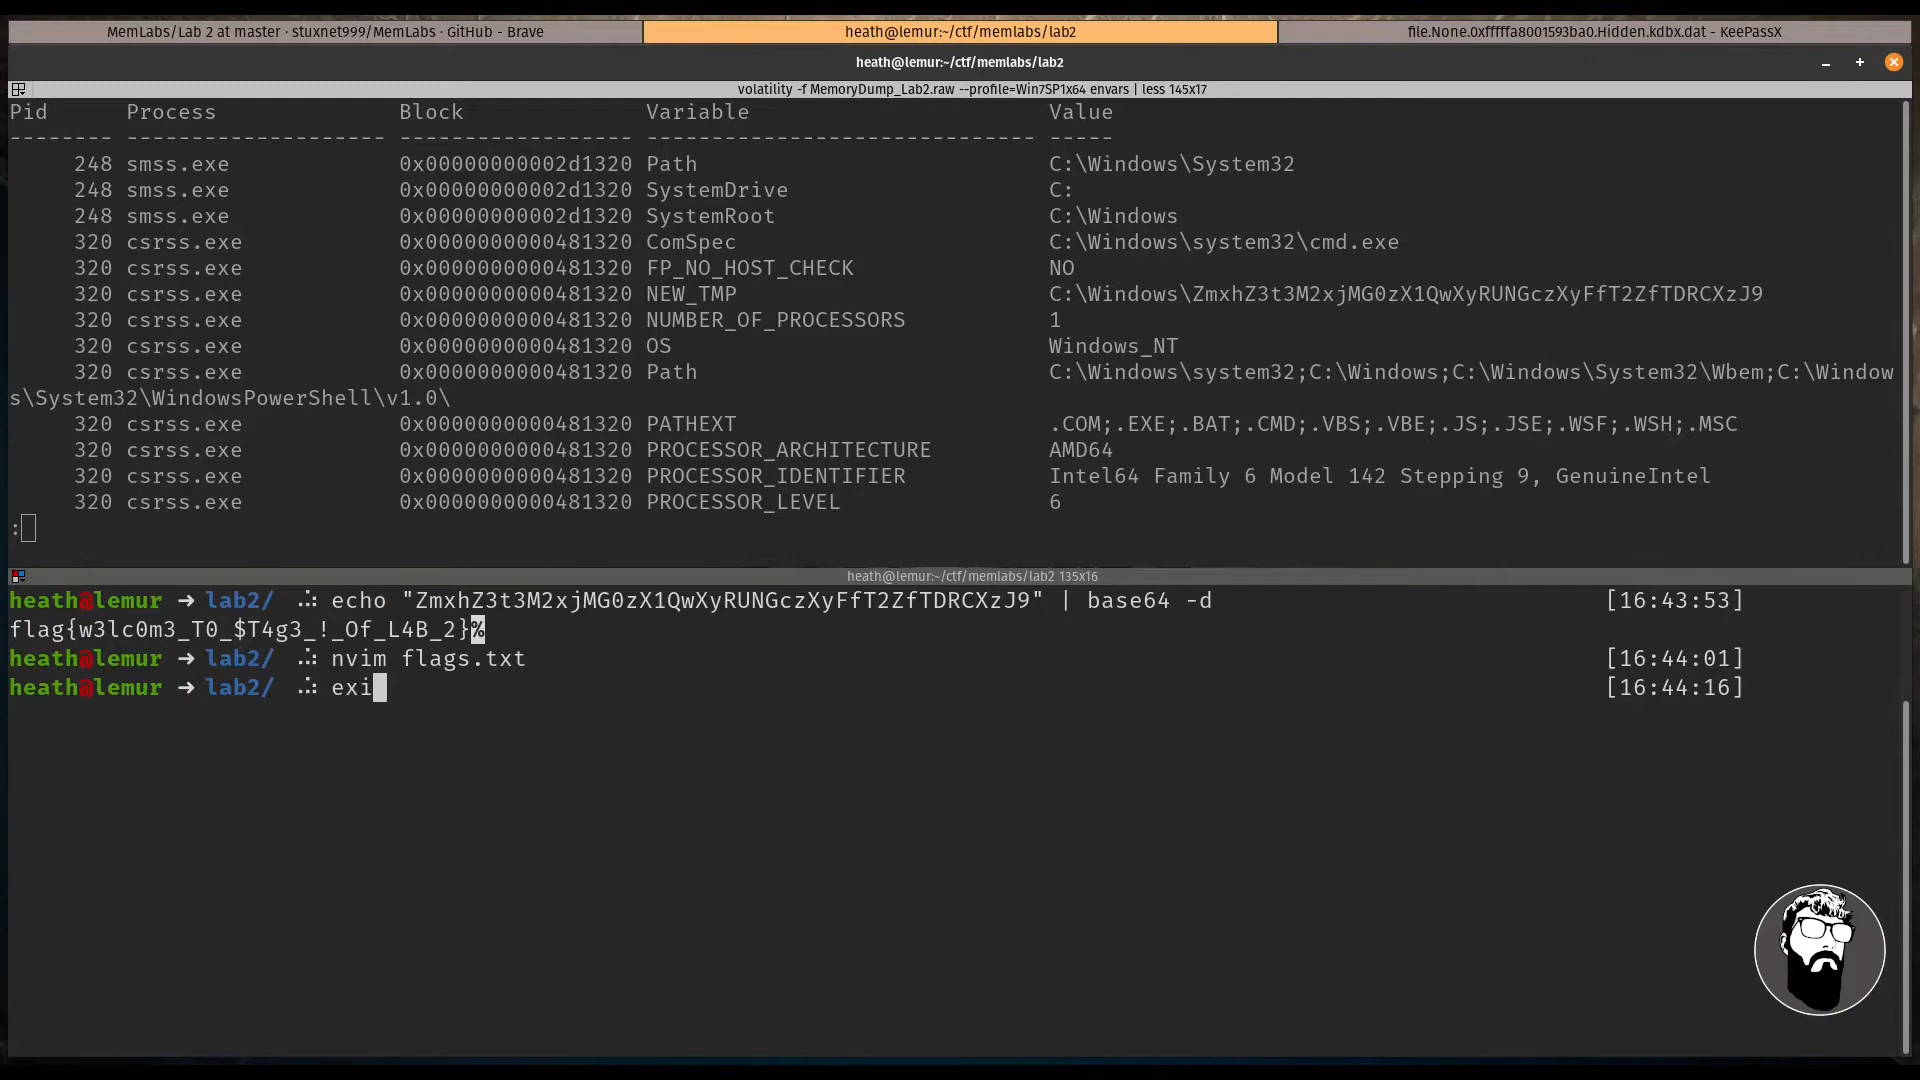 MemLabs/Lab 2 at master · stuxnet999/MemLabs · GitHub - Brave
heath@lemur:~/ctf/memlabs/lab2
file.None.0xfffffa8001593ba0.Hidden.kdbx.dat - KeePassX
heath@lemur:~/ctf/memlabs/lab2
volatility -f MemoryDump_Lab2.raw --profile=Win7SP1x64 envars | less 145x17
Pid Process Block Variable Value
-------- -------------------- ------------------ ------------------------------ -----
248 smss.exe 0x00000000002d1320 Path C:\Windows\System32
248 smss.exe 0x00000000002d1320 SystemDrive C:
248 smss.exe 0x00000000002d1320 SystemRoot C:\Windows
320 csrss.exe 0x0000000000481320 ComSpec C:\Windows\system32\cmd.exe
320 csrss.exe 0x0000000000481320 FP_NO_HOST_CHECK NO
320 csrss.exe 0x0000000000481320 NEW_TMP C:\Windows\ZmxhZ3t3M2xjMG0zX1QwXyRUNGczXyFfT2ZfTDRCXzJ9
320 csrss.exe 0x0000000000481320 NUMBER_OF_PROCESSORS 1
320 csrss.exe 0x0000000000481320 OS Windows_NT
320 csrss.exe 0x0000000000481320 Path C:\Windows\system32;C:\Windows;C:\Windows\System32\Wbem;C:\Window
s\System32\WindowsPowerShell\v1.0\
320 csrss.exe 0x0000000000481320 PATHEXT .COM;.EXE;.BAT;.CMD;.VBS;.VBE;.JS;.JSE;.WSF;.WSH;.MSC
320 csrss.exe 0x0000000000481320 PROCESSOR_ARCHITECTURE AMD64
320 csrss.exe 0x0000000000481320 PROCESSOR_IDENTIFIER Intel64 Family 6 Model 142 Stepping 9, GenuineIntel
320 csrss.exe 0x0000000000481320 PROCESSOR_LEVEL 6
:
heath@lemur:~/ctf/memlabs/lab2 135x16
heath@lemur ➜ lab2/ ⛬ echo "ZmxhZ3t3M2xjMG0zX1QwXyRUNGczXyFfT2ZfTDRCXzJ9" | base64 -d [16:43:53]
flag{w3lc0m3_T0_$T4g3_!_Of_L4B_2}%
heath@lemur ➜ lab2/ ⛬ nvim flags.txt [16:44:01]
heath@lemur ➜ lab2/ ⛬ exi [16:44:16]